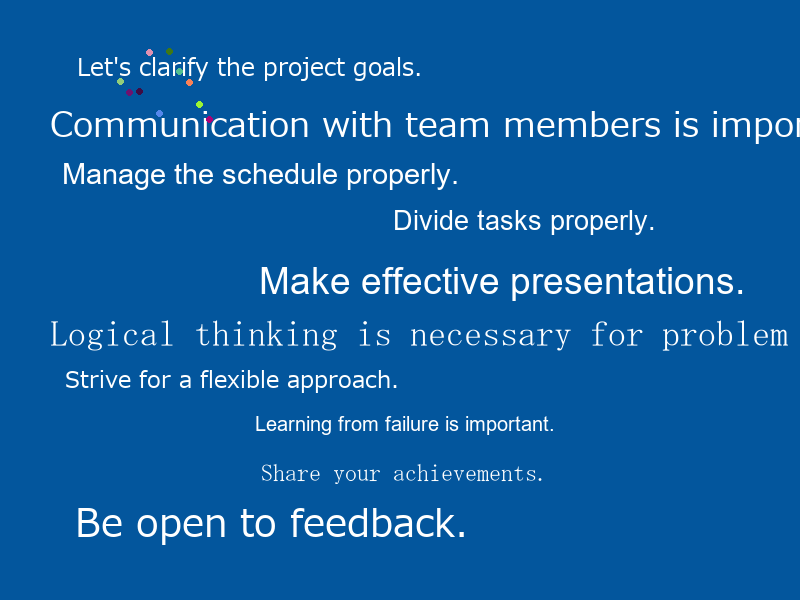 Let's clarify the project goals.
Communication with team members is
Manage the schedule properly.
Divide tasks properly.
Make effective presentations.
Logical thinking is necessary for problem
Strive for a flexible approach.
Learning from failure is important.
Share your achievements.
Be open to feedback.